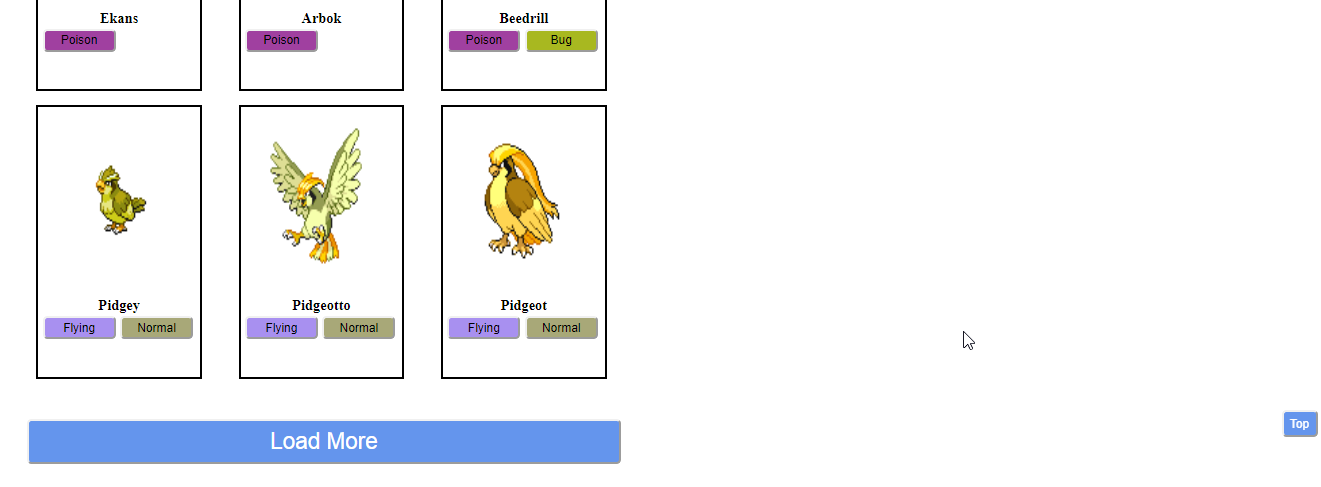 Ekans Arbok Beedrill
Poison Poison Poison Bug
Pidgey Pidgeotto Pidgeot
Flying Normal Flying Normal Flying Normal
Top
Load More